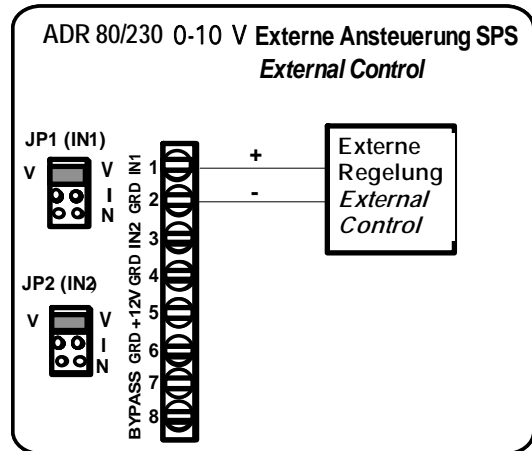 ADR 80/230 0-10 V Externe Ansteuerung SPS
External Control
JP1 (IN1)
V V
I
N
JP2 (IN2)
V V
I
N
IN1 1
GRD 2
IN2 3
GRD 4
+12V 5
GRD 6
BYPASS 7
8
+
-
Externe
Regelung
External
Control